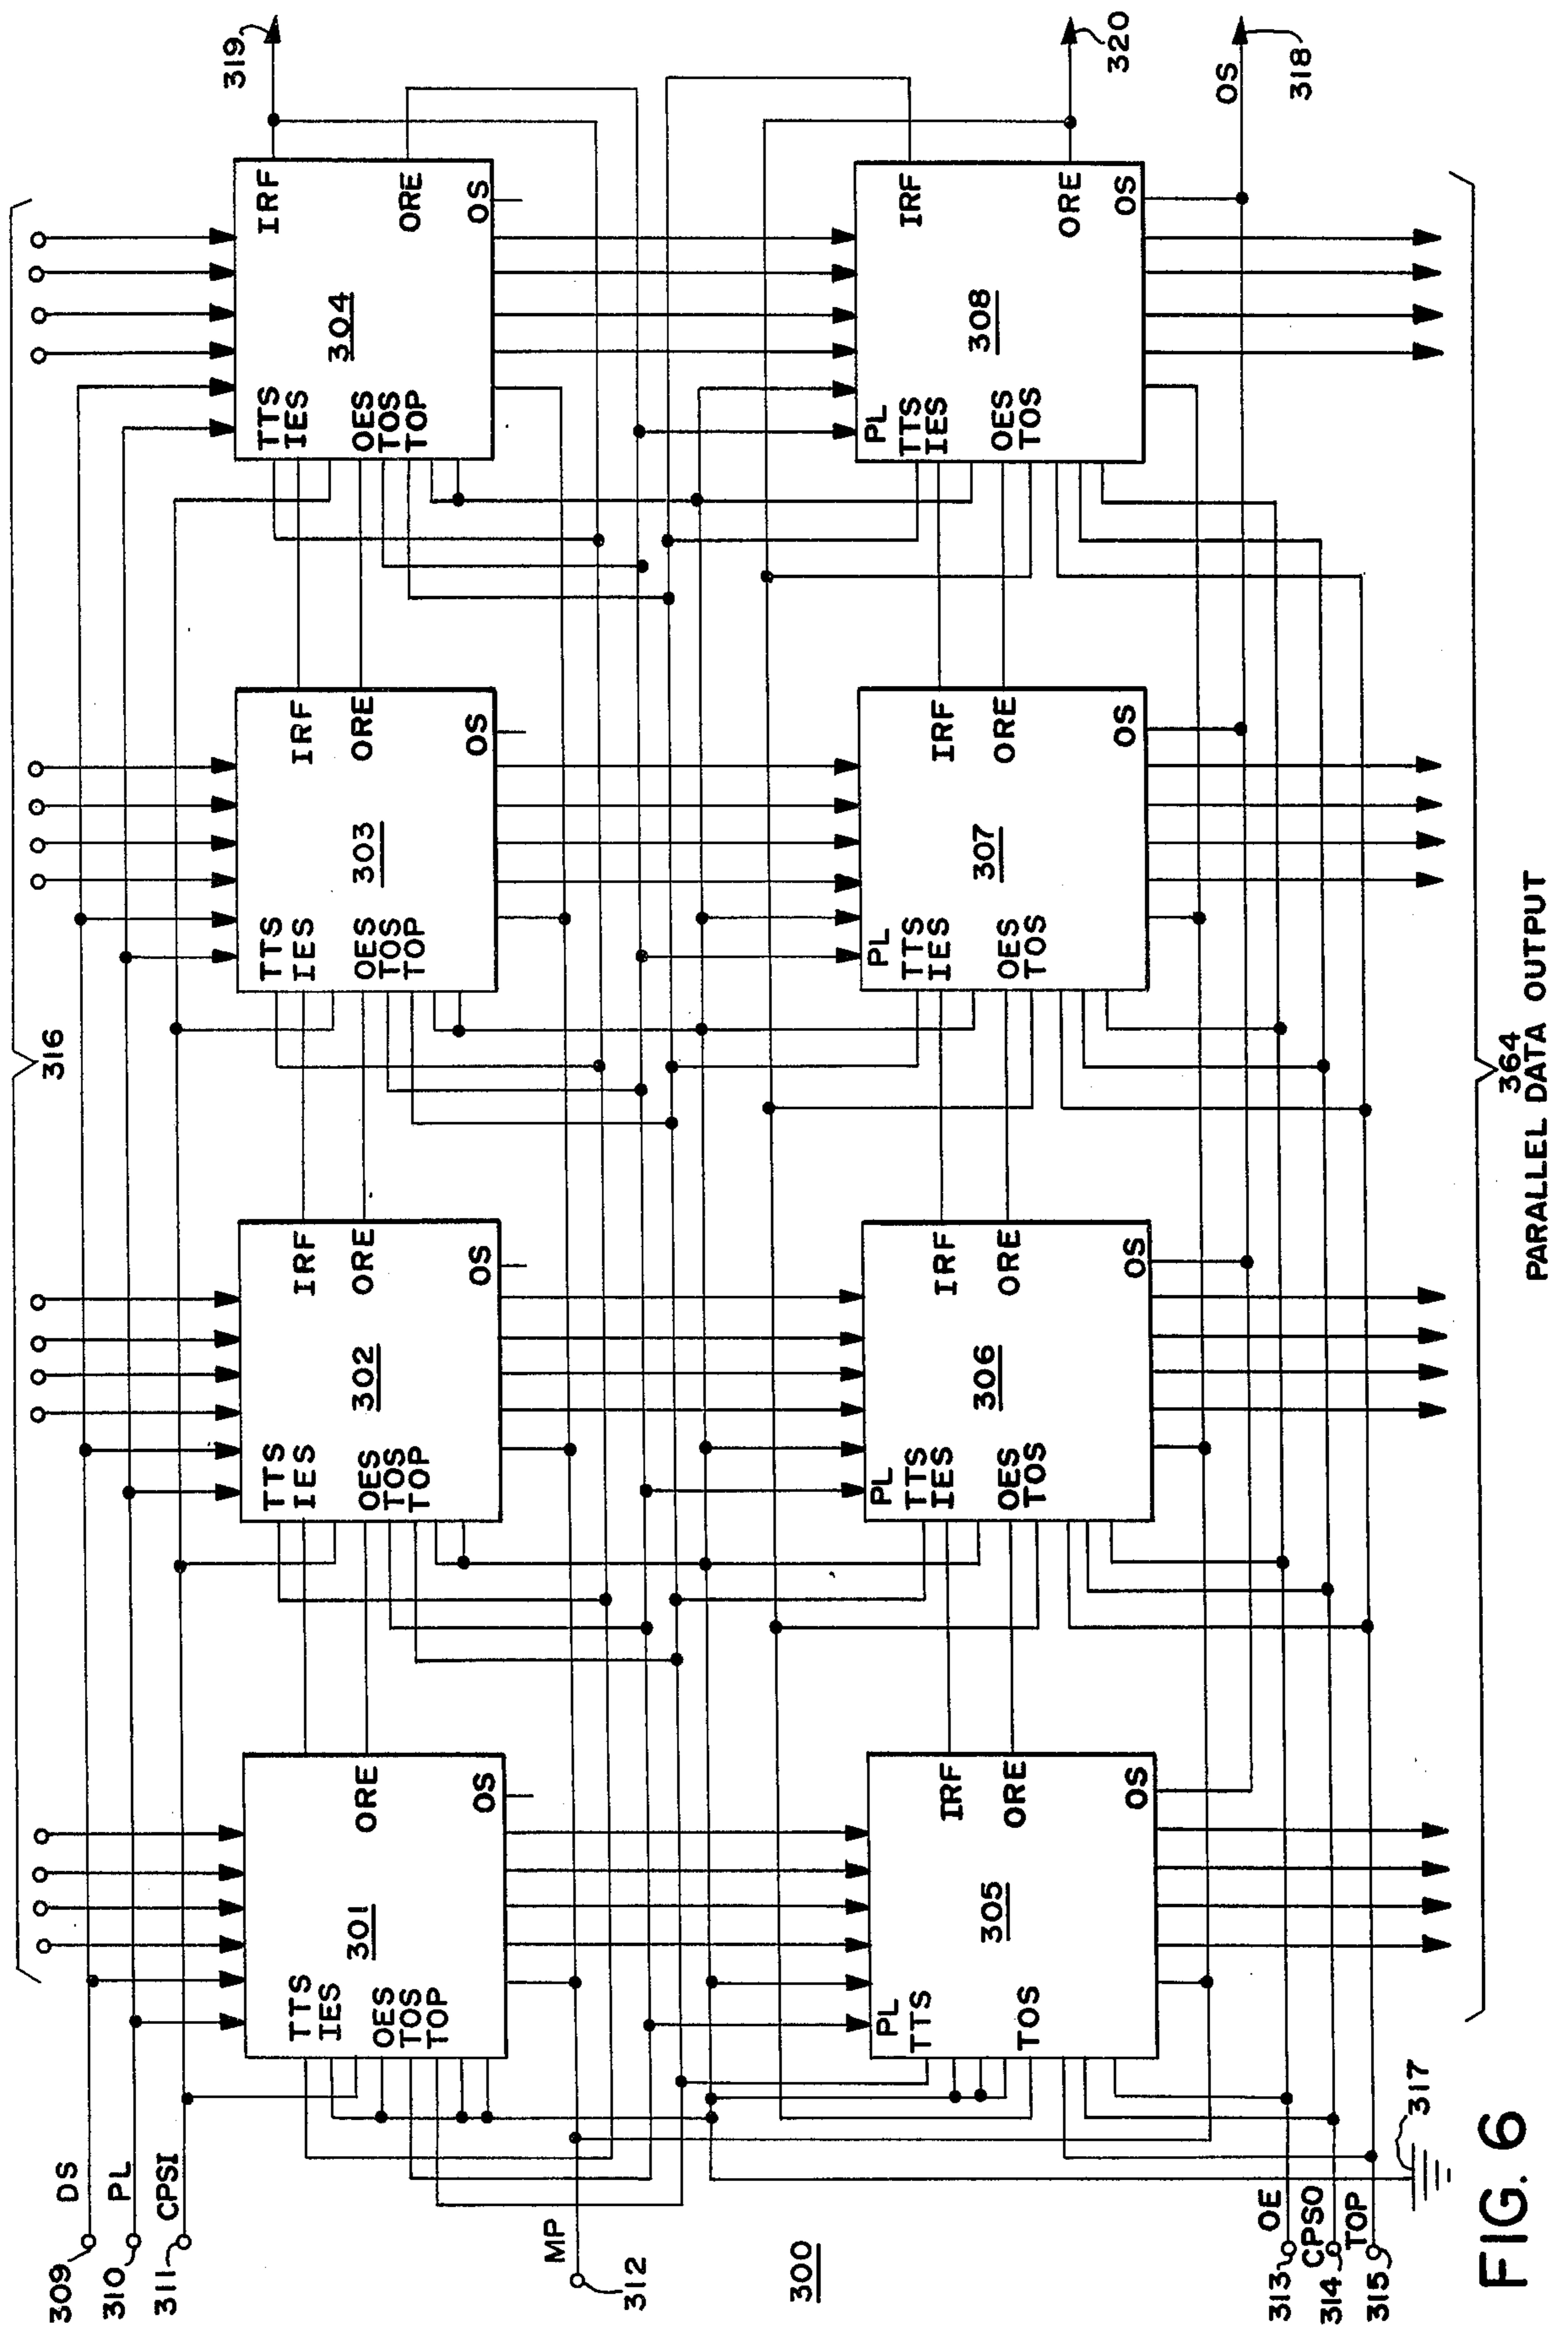 316
309
DS
310
PL
311
CPSI
TTS
IES
OES
TOS
TOP
301
ORE
OS
TTS
IES
OES
TOS
TOP
302
IRF
ORE
OS
TTS
IES
OES
TOS
TOP
303
IRF
ORE
OS
TTS
IES
OES
TOS
TOP
304
IRF
ORE
OS
319
MP
312
300
PL
TTS
TOS
305
IRF
ORE
OS
PL
TTS
IES
OES
TOS
306
IRF
ORE
OS
PL
TTS
IES
OES
TOS
307
IRF
ORE
OS
PL
TTS
IES
OES
TOS
308
IRF
ORE
OS
320
OS
318
313
OE
314
CPSO
315
TOP
317
364
PARALLEL DATA OUTPUT
FIG. 6